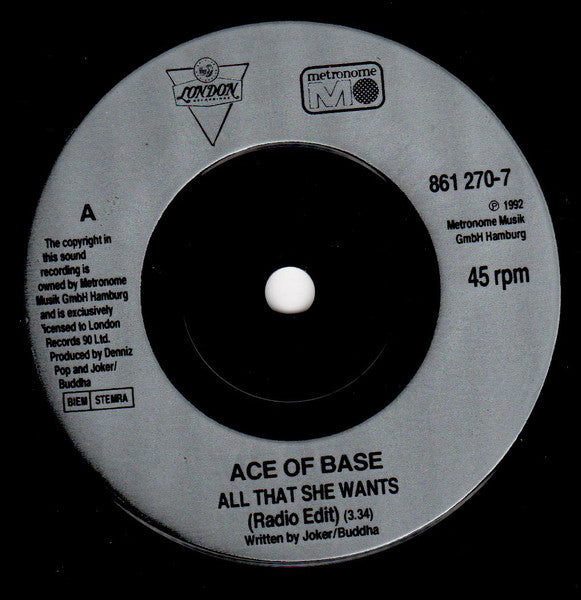 LONDON
RECORDINGS
metronome
M
861 270-7
A
℗ 1992
Metronome Musik
GmbH Hamburg
45 rpm
The copyright in
this sound
recording is
owned by Metronome
Musik GmbH Hamburg
and is exclusively
licensed to London
Records 90 Ltd.
Produced by Denniz
Pop and Joker/
Buddha
BIEM STEMRA
ACE OF BASE
ALL THAT SHE WANTS
(Radio Edit) (3.34)
Written by Joker/Buddha